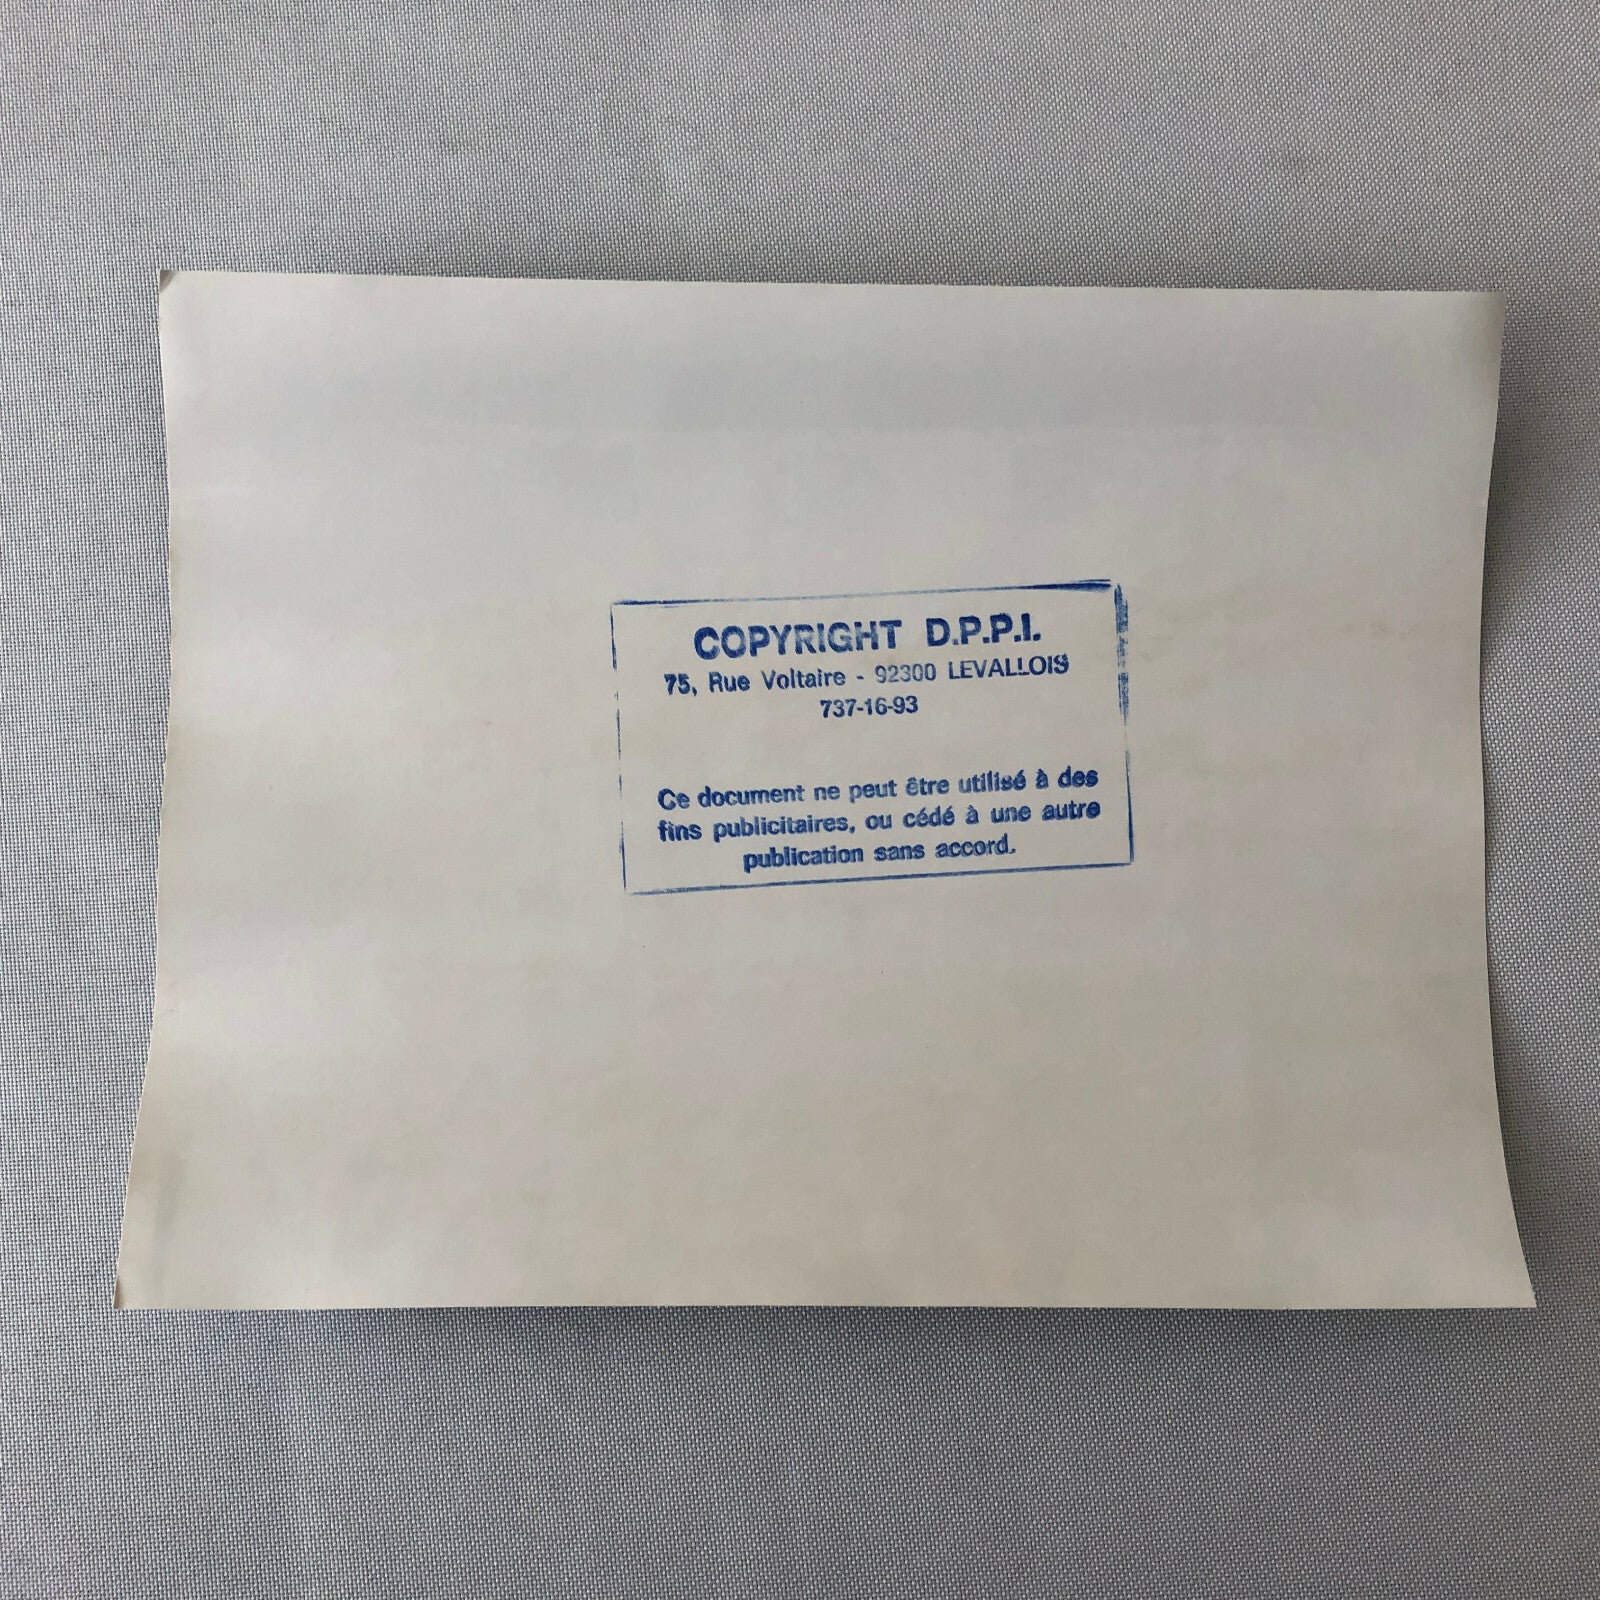 COPYRIGHT D.P.P.I.
75, Rue Voltaire - 92300 LEVALLOIS
737-16-93
Ce document ne peut être utilisé à des
fins publicitaires, ou cédé à une autre
publication sans accord.